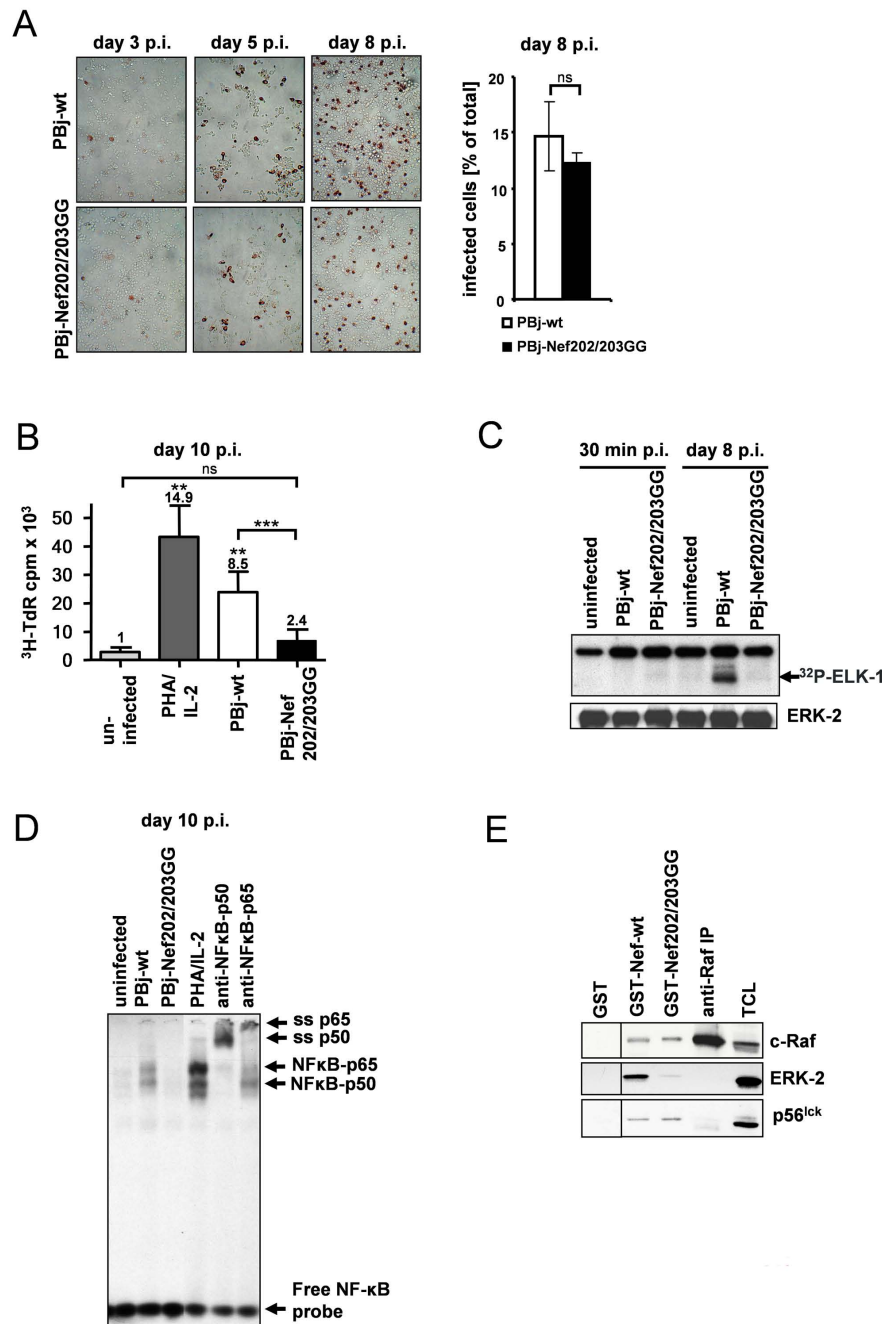 A
day 3 p.i.
day 5 p.i.
day 8 p.i.
PBj-wt
PBj-Nef202/203GG
day 8 p.i.
infected cells [% of total]
20
15
10
5
0
ns
PBj-wt
PBj-Nef202/203GG
B
day 10 p.i.
ns
³H-TdR cpm x 10³
50
40
30
20
10
0
1
**
14.9
**
8.5
***
2.4
un-
infected
PHA/
IL-2
PBj-wt
PBj-Nef
202/203GG
C
30 min p.i.
day 8 p.i.
uninfected
PBj-wt
PBj-Nef202/203GG
uninfected
PBj-wt
PBj-Nef202/203GG
³²P-ELK-1
ERK-2
D
day 10 p.i.
uninfected
PBj-wt
PBj-Nef202/203GG
PHA/IL-2
anti-NFκB-p50
anti-NFκB-p65
ss p65
ss p50
NFκB-p65
NFκB-p50
Free NF-κB
probe
E
GST
GST-Nef-wt
GST-Nef202/203GG
anti-Raf IP
TCL
c-Raf
ERK-2
p56ˡᶜᵏ